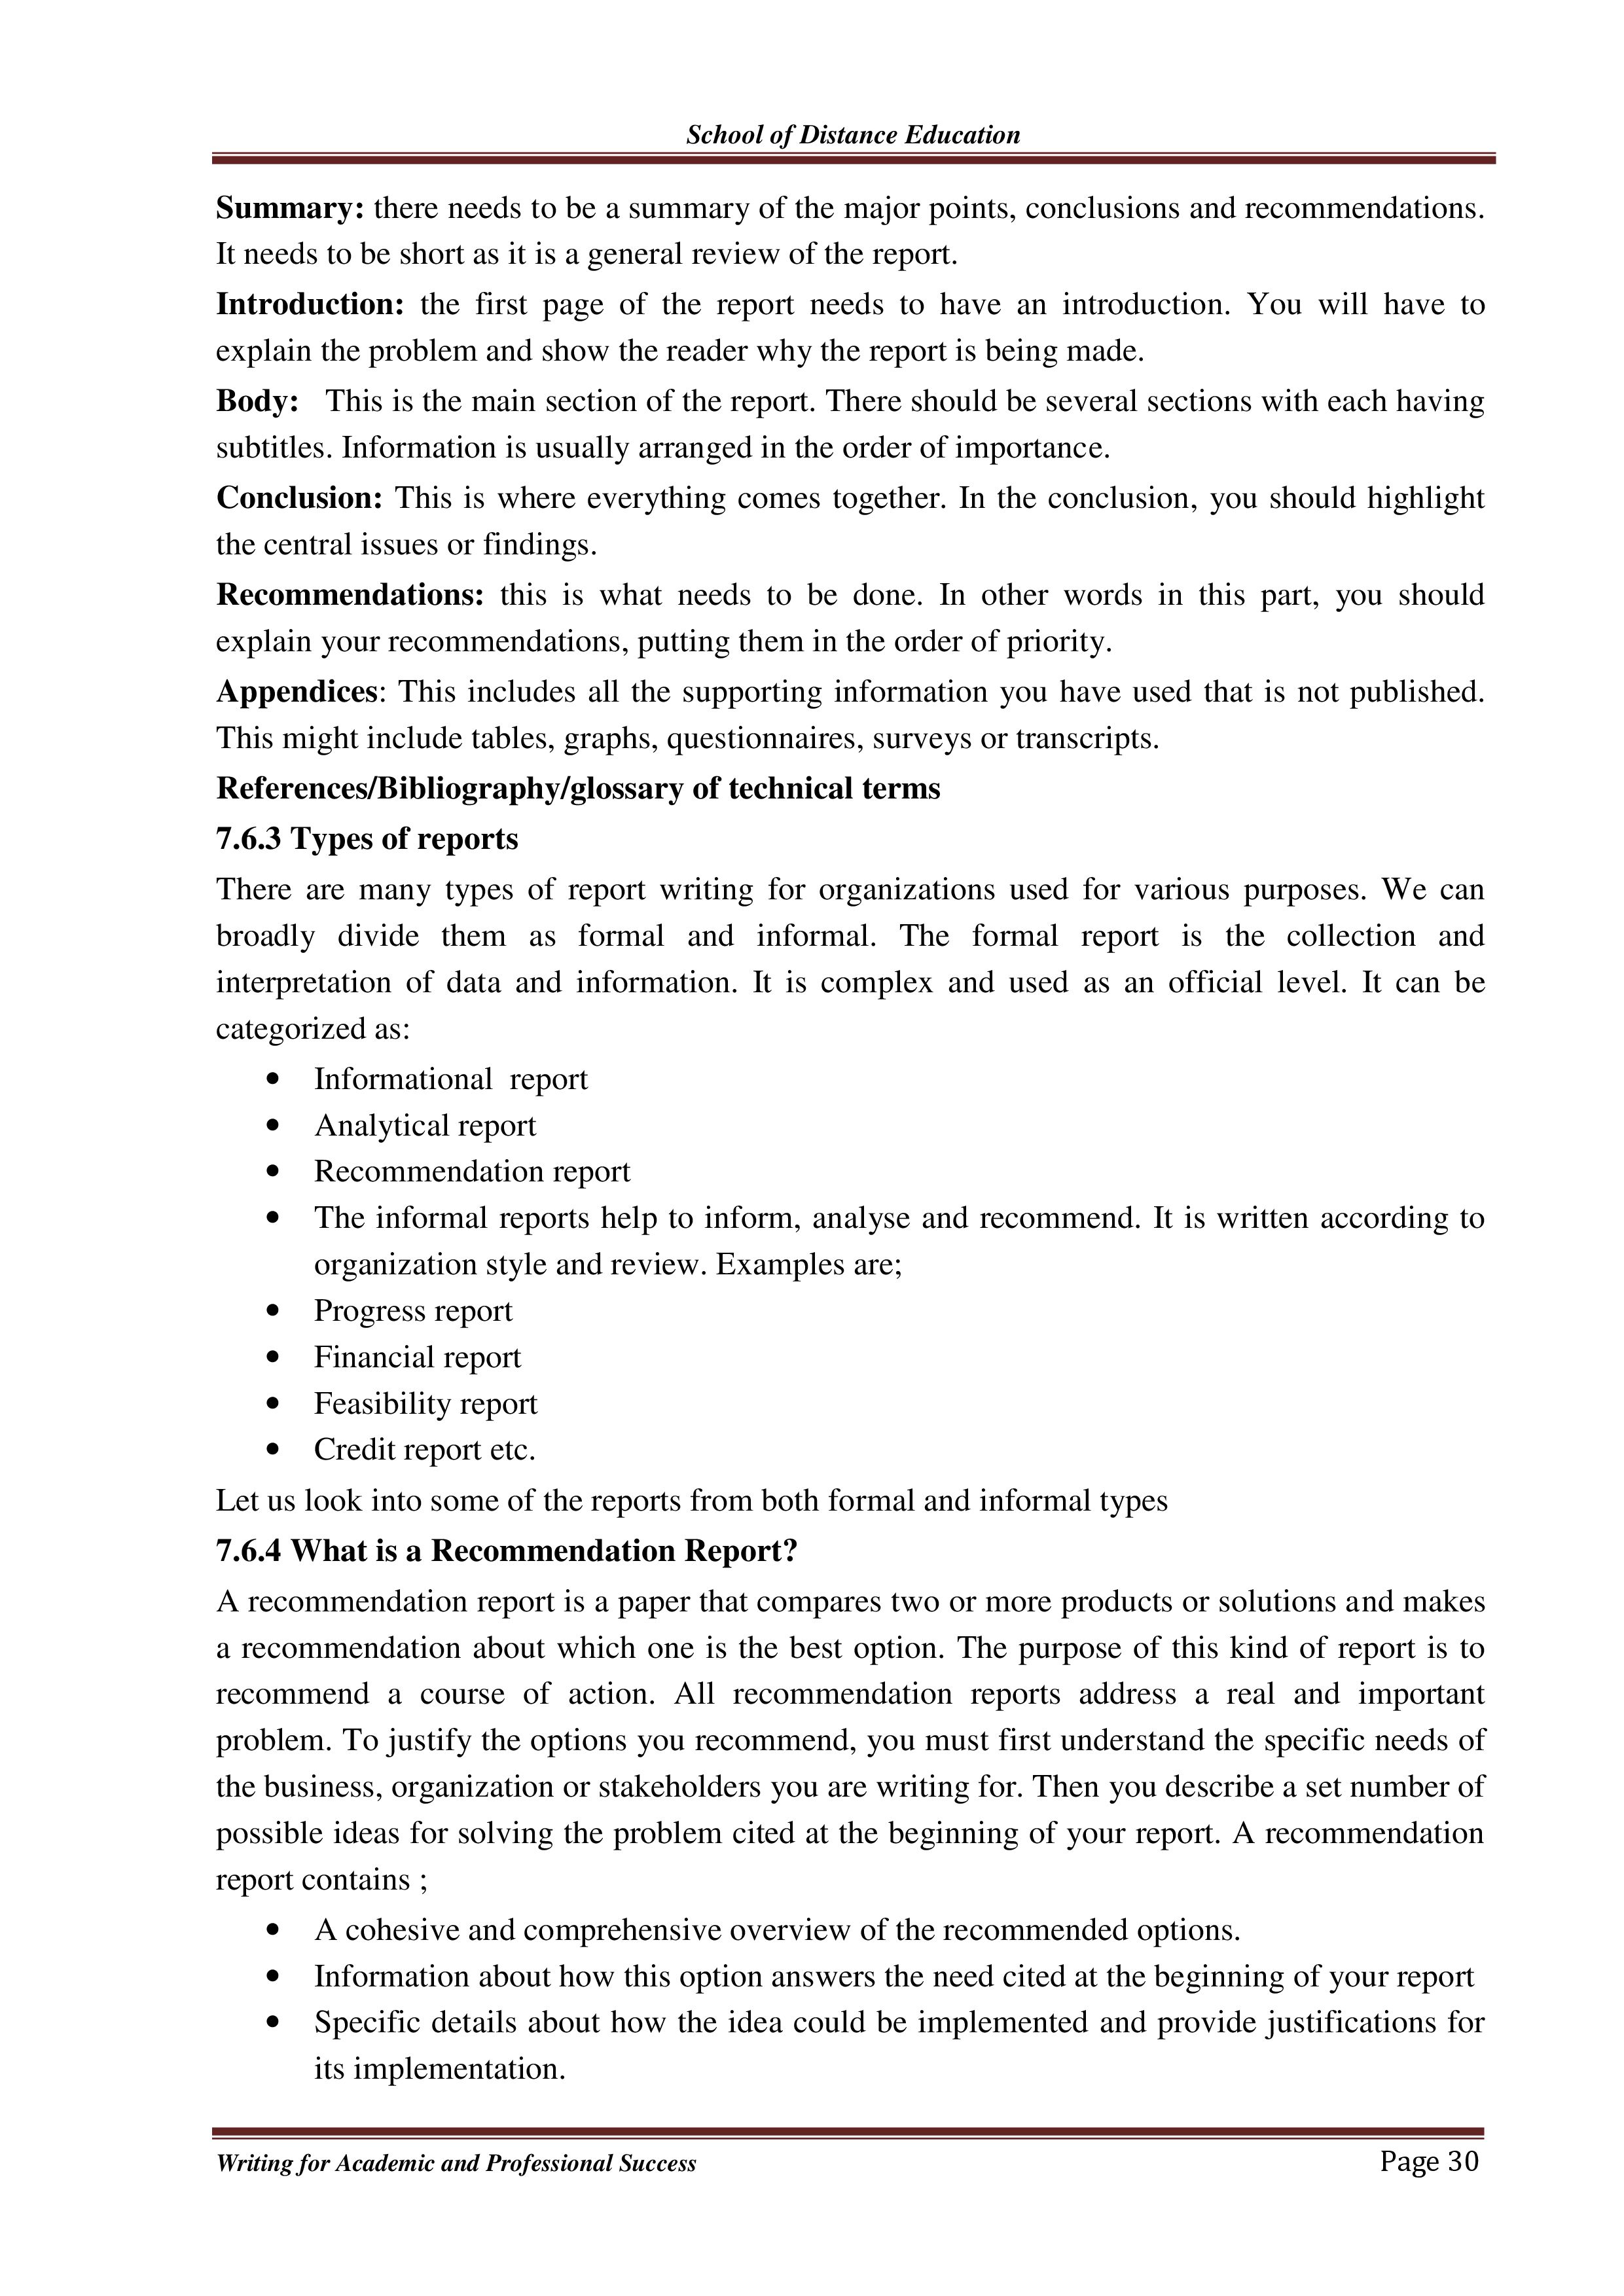 School of Distance Education
Summary: there needs to be a summary of the major points, conclusions and recommendations.
It needs to be short as it is a general review of the report.
Introduction: the first page of the report needs to have an introduction. You will have to
explain the problem and show the reader why the report is being made.
Body: This is the main section of the report. There should be several sections with each having
subtitles. Information is usually arranged in the order of importance.
Conclusion: This is where everything comes together. In the conclusion, you should highlight
the central issues or findings.
Recommendations: this is what needs to be done. In other words in this part, you should
explain your recommendations, putting them in the order of priority.
Appendices: This includes all the supporting information you have used that is not published.
This might include tables, graphs, questionnaires, surveys or transcripts.
References/Bibliography/glossary of technical terms
7.6.3 Types of reports
There are many types of report writing for organizations used for various purposes. We can
broadly divide them as formal and informal. The formal report is the collection and
interpretation of data and information. It is complex and used as an official level. It can be
categorized as:
• Informational report
• Analytical report
• Recommendation report
• The informal reports help to inform, analyse and recommend. It is written according to
organization style and review. Examples are;
• Progress report
• Financial report
• Feasibility report
• Credit report etc.
Let us look into some of the reports from both formal and informal types
7.6.4 What is a Recommendation Report?
A recommendation report is a paper that compares two or more products or solutions and makes
a recommendation about which one is the best option. The purpose of this kind of report is to
recommend a course of action. All recommendation reports address a real and important
problem. To justify the options you recommend, you must first understand the specific needs of
the business, organization or stakeholders you are writing for. Then you describe a set number of
possible ideas for solving the problem cited at the beginning of your report. A recommendation
report contains ;
• A cohesive and comprehensive overview of the recommended options.
• Information about how this option answers the need cited at the beginning of your report
• Specific details about how the idea could be implemented and provide justifications for
its implementation.
Writing for Academic and Professional Success Page 30